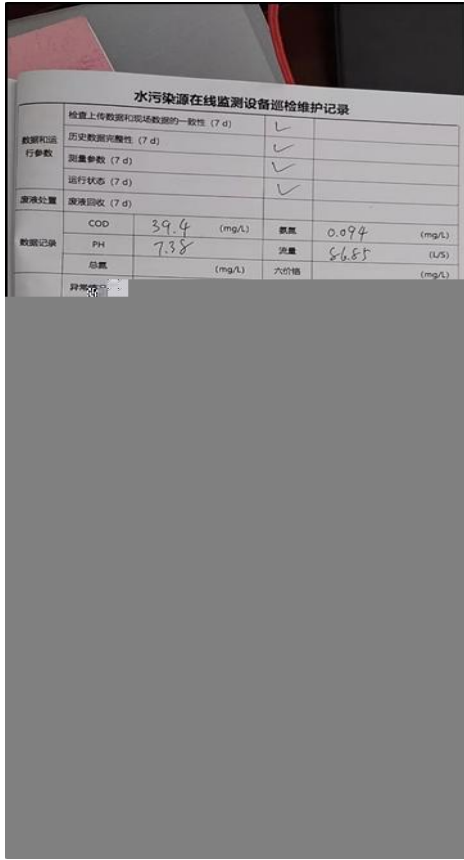 水污染源在线监测设备巡检维护记录
检查上传数据和现场数据的一致性 (7 d) ✓
数据和运行参数
历史数据完整性 (7 d) ✓
测量参数 (7 d) ✓
运行状态 (7 d) ✓
废液处置 废液回收 (7 d)
数据记录
COD 39.4 (mg/L) 氨氮 0.094 (mg/L)
PH 7.38 流量 86.85 (L/S)
总氮 (mg/L) 六价铬 (mg/L)